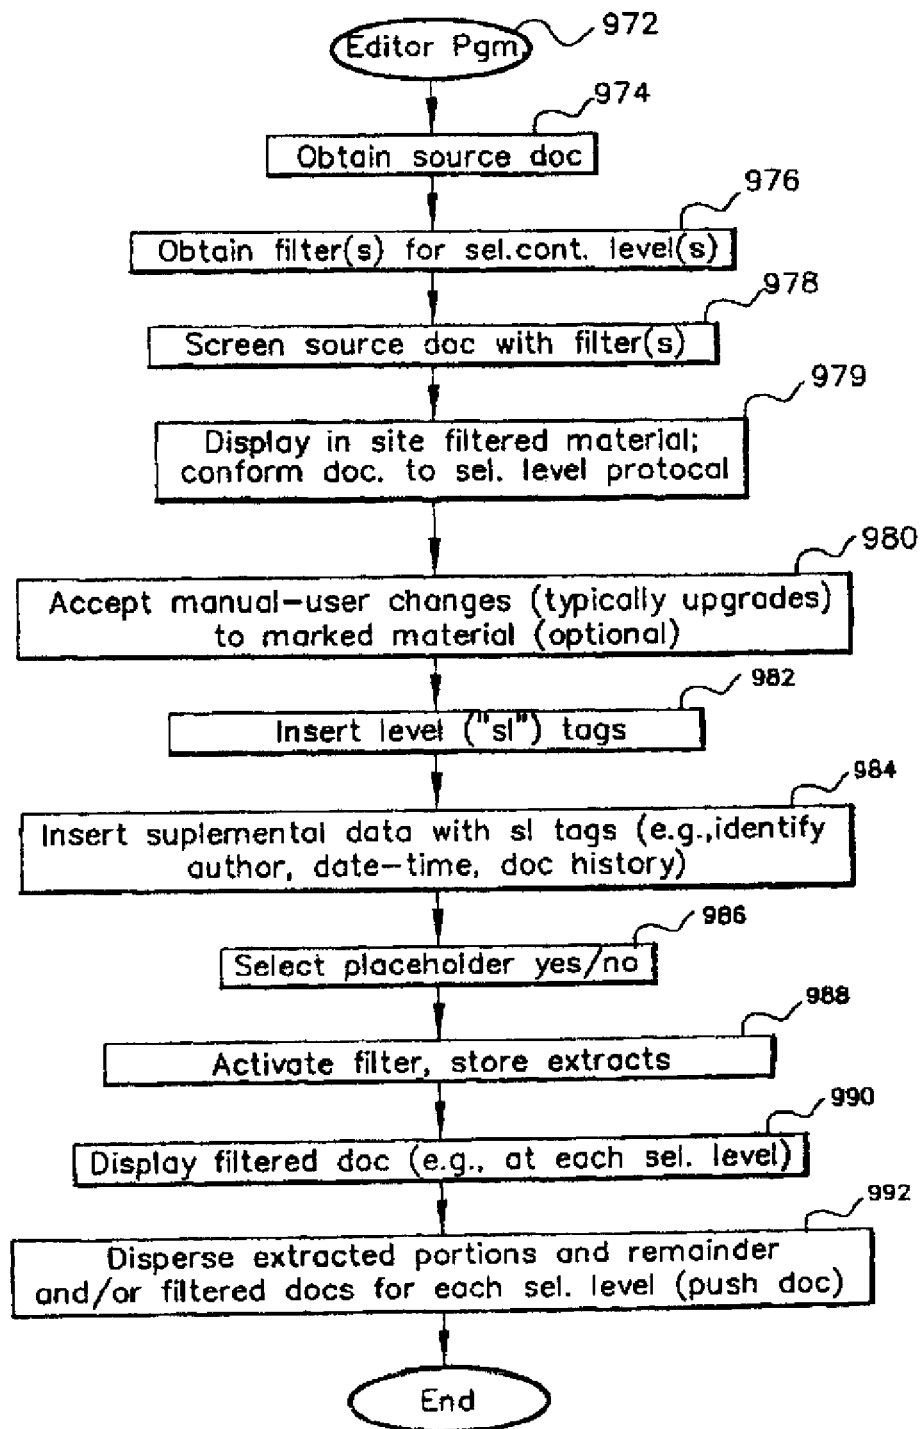 Editor Pgm
972
974
Obtain source doc
976
Obtain filter(s) for sel.cont. level(s)
978
Screen source doc with filter(s)
979
Display in site filtered material;
conform doc. to sel. level protocal
980
Accept manual-user changes (typically upgrades)
to marked material (optional)
982
Insert level ("sl") tags
984
Insert suplemental data with sl tags (e.g.,identify
author, date-time, doc history)
986
Select placeholder yes/no
988
Activate filter, store extracts
990
Display filtered doc (e.g., at each sel. level)
992
Disperse extracted portions and remainder
and/or filtered docs for each sel. level (push doc)
End